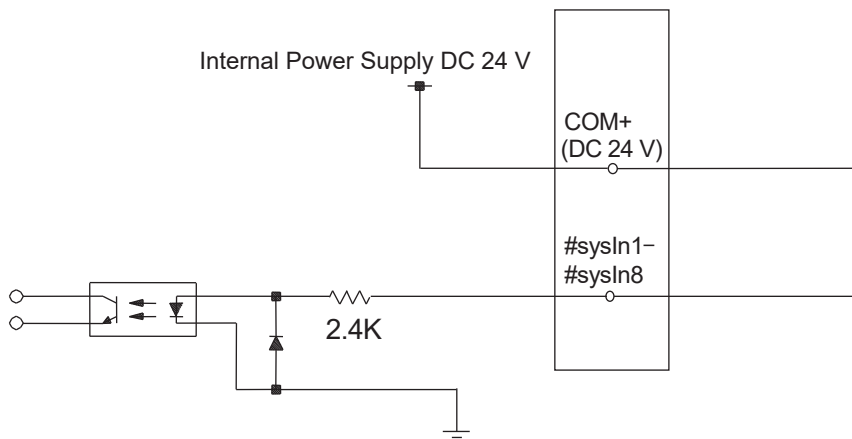 Internal Power Supply DC 24 V
COM+
(DC 24 V)
#sysIn1−
#sysIn8
2.4K